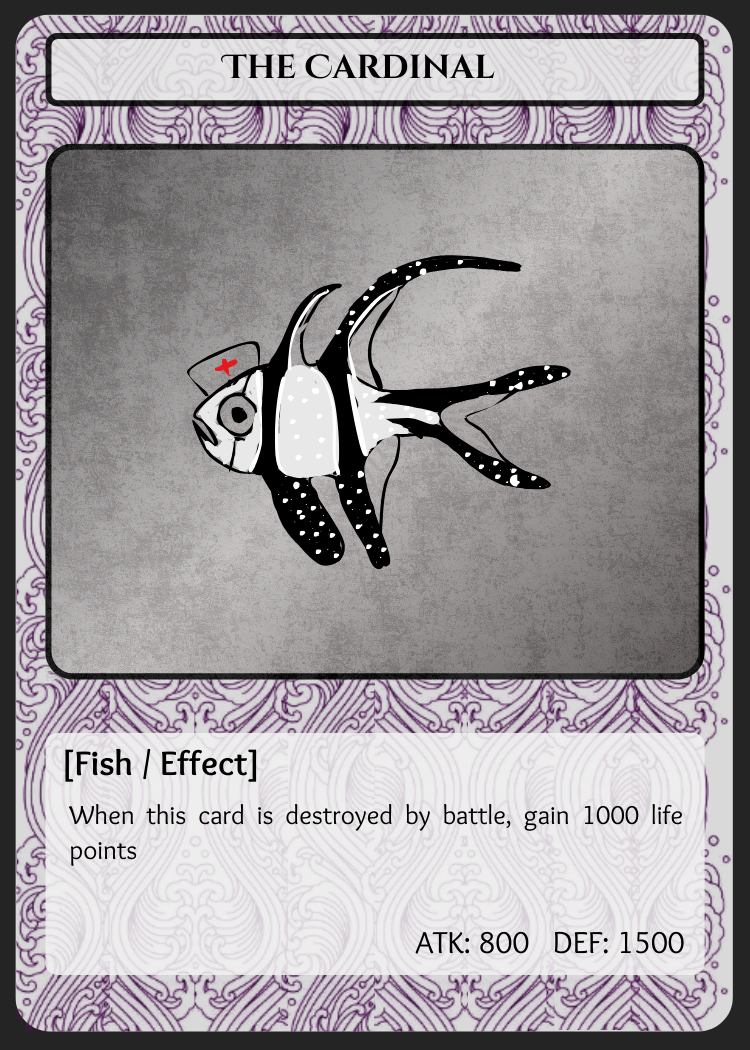 The Cardinal
[Fish / Effect]
When this card is destroyed by battle, gain 1000 life
points
ATK: 800 DEF: 1500